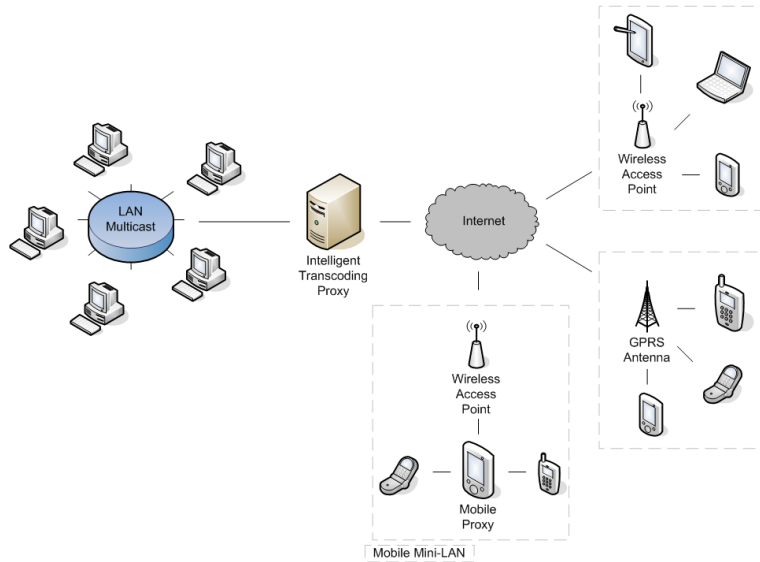 LAN
Multicast
Intelligent
Transcoding
Proxy
Internet
Wireless
Access
Point
GPRS
Antenna
Wireless
Access
Point
Mobile
Proxy
Mobile Mini-LAN